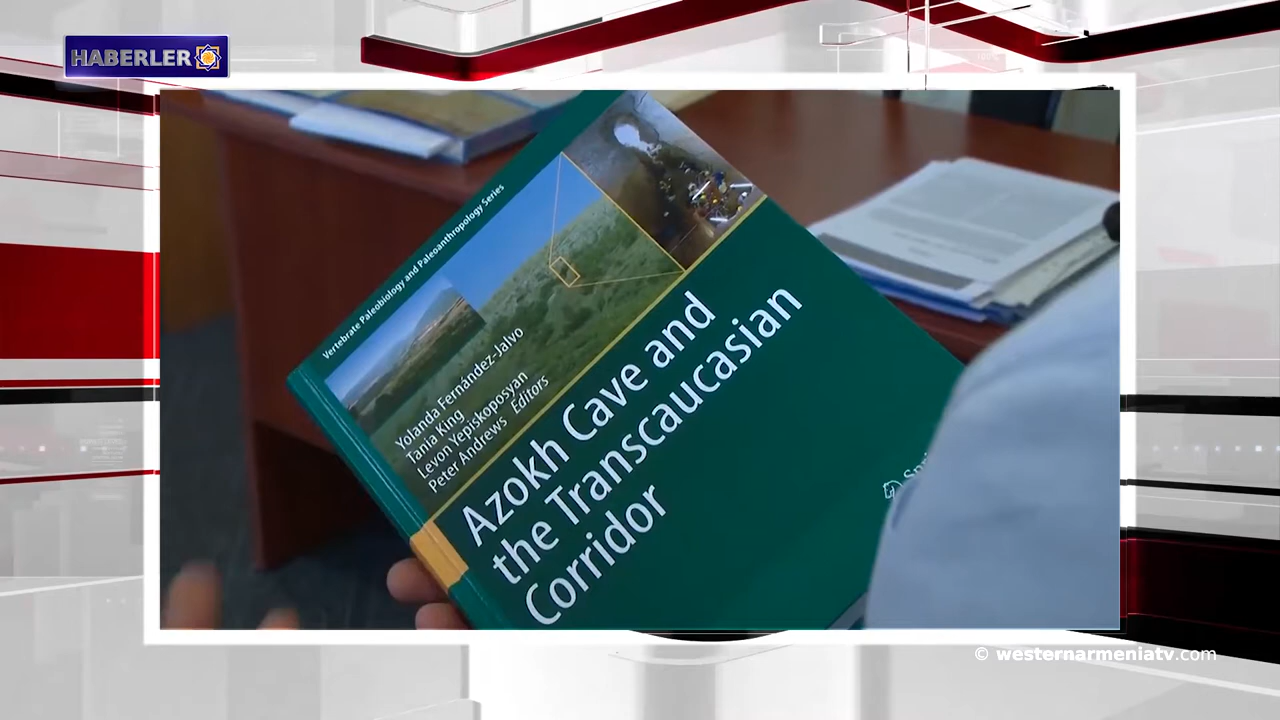 HABERLER
Vertebrate Paleobiology and Paleoanthropology Series
Yolanda Fernández-Jalvo
Tania King
Levon Yepiskoposyan
Peter Andrews Editors
Azokh Cave and
the Transcaucasian
Corridor
© westernarmeniatv.com